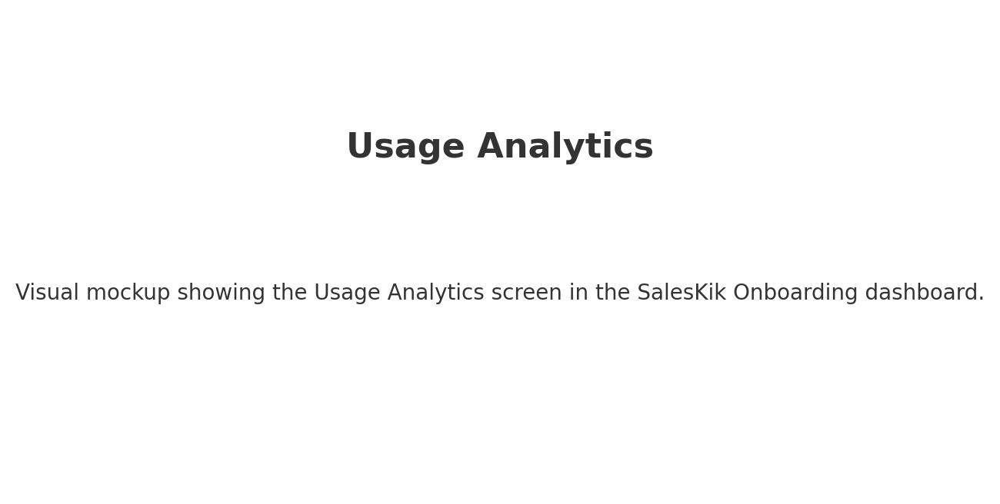 Usage Analytics
Visual mockup showing the Usage Analytics screen in the SalesKik Onboarding dashboard.